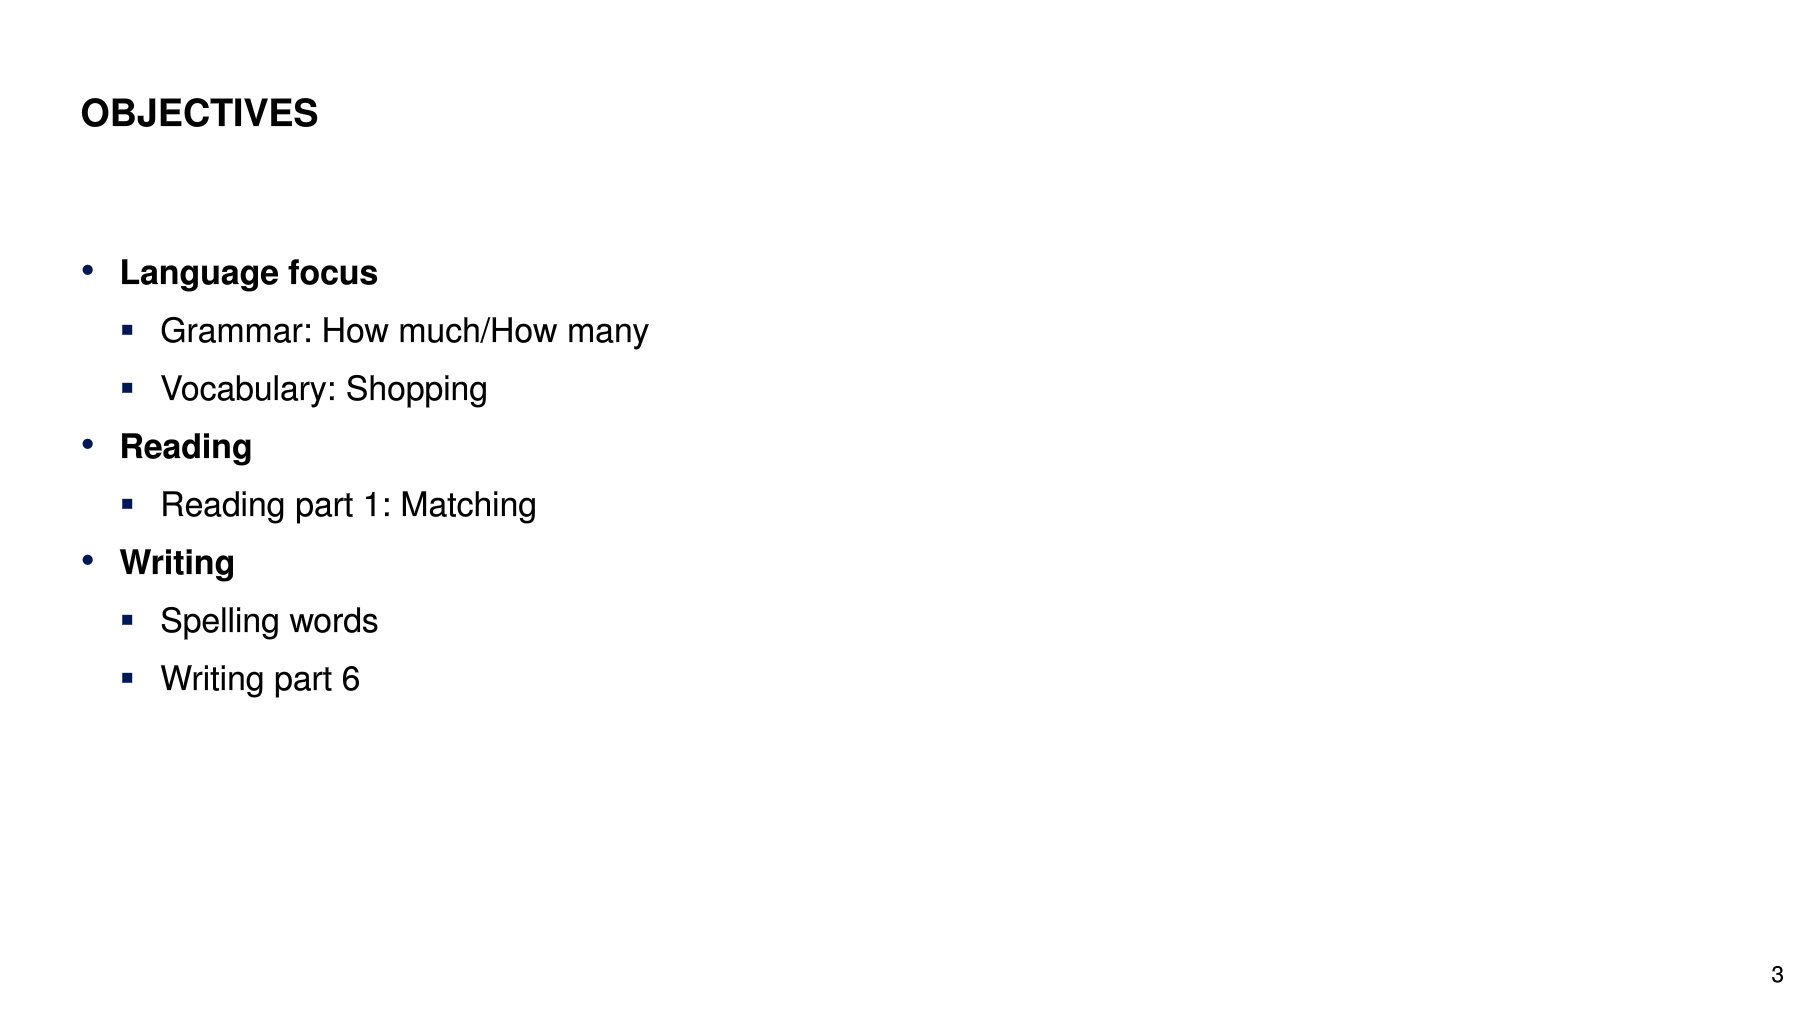 OBJECTIVES
• Language focus
▪ Grammar: How much/How many
▪ Vocabulary: Shopping
• Reading
▪ Reading part 1: Matching
• Writing
▪ Spelling words
▪ Writing part 6
3